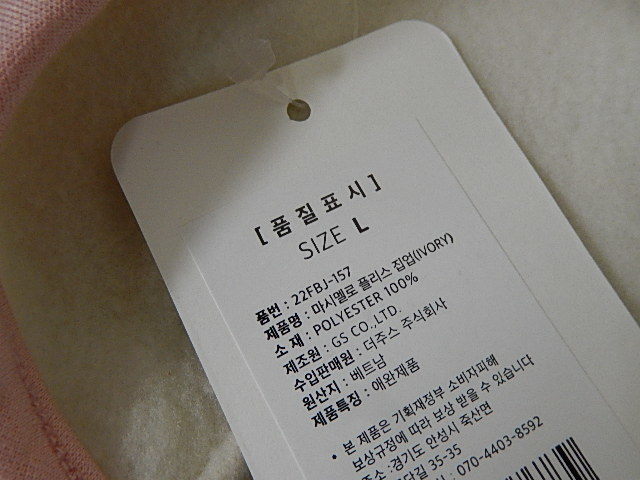 [품질표시]
SIZE L
품번 : 22FBJ-157
제품명 : 마시멜로 플리스 집업(IVORY)
소 재 : POLYESTER 100%
제조원 : GS CO.,LTD.
수입판매원 : 더주스 주식회사
원산지 : 베트남
제품특징 : 애완제품
• 본 제품은 기획재정부 소비자피해
보상규정에 따라 보상 받을 수 있습니다
• 주소 :경기도 안성시 죽산면
35-35
070-4403-8592